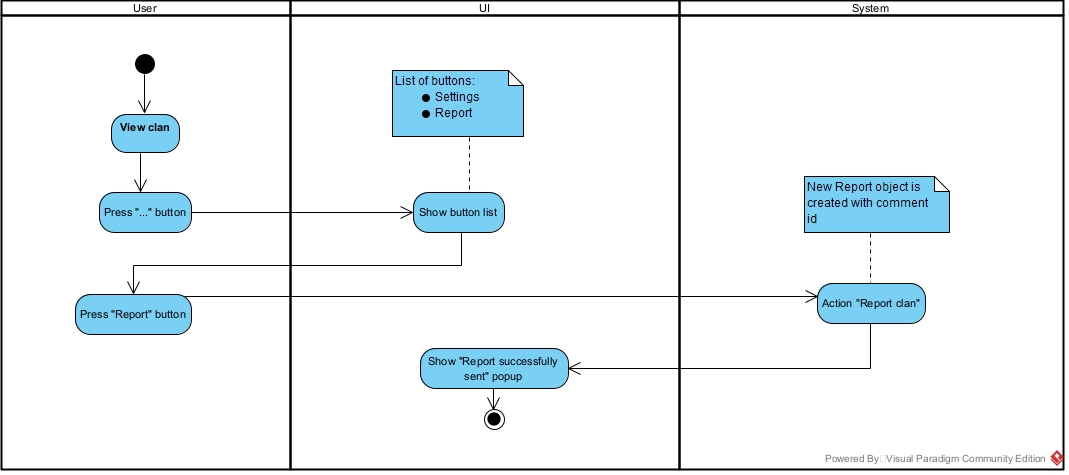 User
UI
System
List of buttons:
● Settings
● Report
View clan
New Report object is
created with comment
id
Press "..." button
Show button list
Press "Report" button
Action "Report clan"
Show "Report successfully
sent" popup
Powered By□Visual Paradigm Community Edition